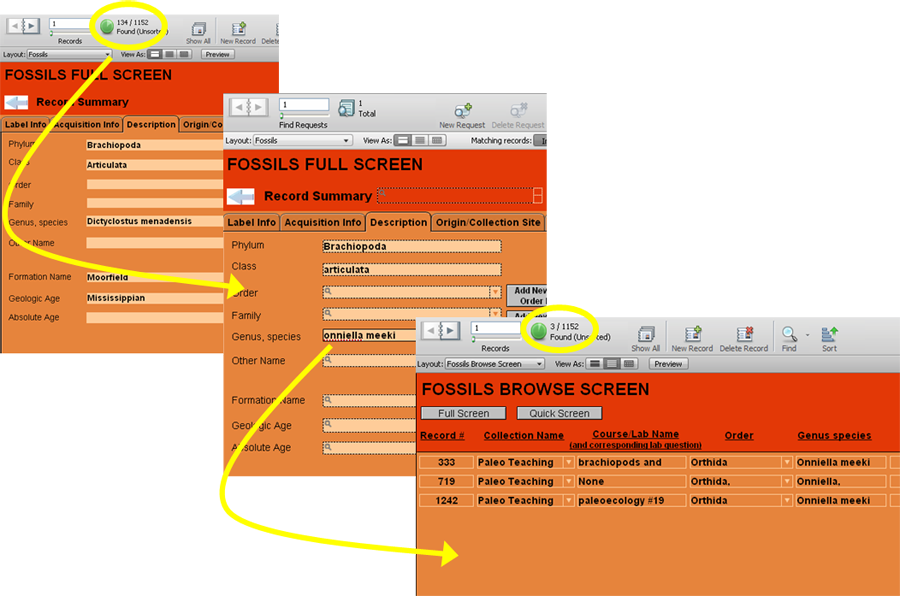 1
134 / 1152
Found (Unsorted)
Records
Show All
New Record
Layout: Fossils
View As:
Preview
FOSSILS FULL SCREEN
Record Summary
Label Info
Acquisition Info
Description
Origin/Co
Phylum
Brachiopoda
Class
Articulata
Order
Family
Genus, species
Dictyclostus menadensis
Other Name
Formation Name
Moorfield
Geologic Age
Mississippian
Absolute Age
1
1
Total
Find Requests
New Request
Delete Request
Layout: Fossils
View As:
Matching records:
FOSSILS FULL SCREEN
Record Summary
Label Info
Acquisition Info
Description
Origin/Collection Site
Phylum
Brachiopoda
Class
articulata
Order
Add New
Order
Family
Genus, species
onniella meeki
Other Name
Formation Name
Geologic Age
Absolute Age
1
3 / 1152
Found (Unsorted)
Records
Show All
New Record
Delete Record
Find
Sort
Layout: Fossils Browse Screen
View As:
Preview
FOSSILS BROWSE SCREEN
Full Screen
Quick Screen
Record #
Collection Name
Course/Lab Name
(and corresponding lab question)
Order
Genus species
333 Paleo Teaching brachiopods and Orthida Onniella meeki
719 Paleo Teaching None Orthida, Onniella,
1242 Paleo Teaching paleoecology #19 Orthida Onniella meeki